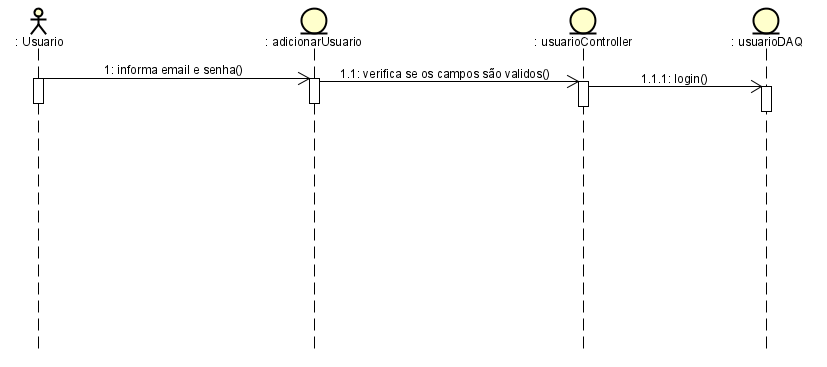 : Usuario
: adicionarUsuario
: usuarioController
: usuarioDAQ
1: informa email e senha()
1.1: verifica se os campos são validos()
1.1.1: login()